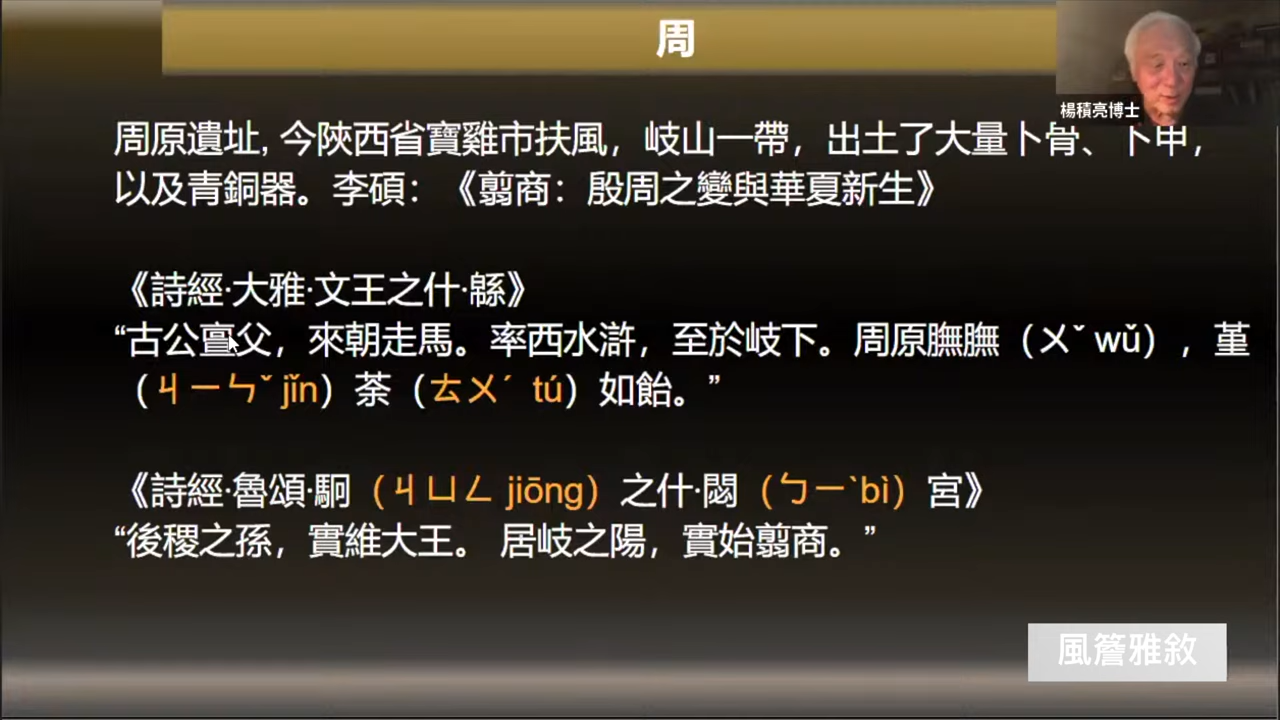 周
楊積亮博士
周原遺址, 今陝西省寶雞市扶風，岐山一帶，出土了大量卜骨、卜甲，
以及青銅器。李碩：《翦商：殷周之變與華夏新生》
《詩經·大雅·文王之什·緜》
“古公亶父，來朝走馬。率西水滸，至於岐下。周原膴膴（ㄨˇ wǔ），堇
（ㄐㄧㄣˇ jǐn）荼（ㄊㄨˊ tú）如飴。”
《詩經·魯頌·駉（ㄐㄩㄥ jiōng）之什·閟（ㄅㄧˋbì）宮》
“後稷之孫，實維大王。 居岐之陽，實始翦商。”
風簷雅敘